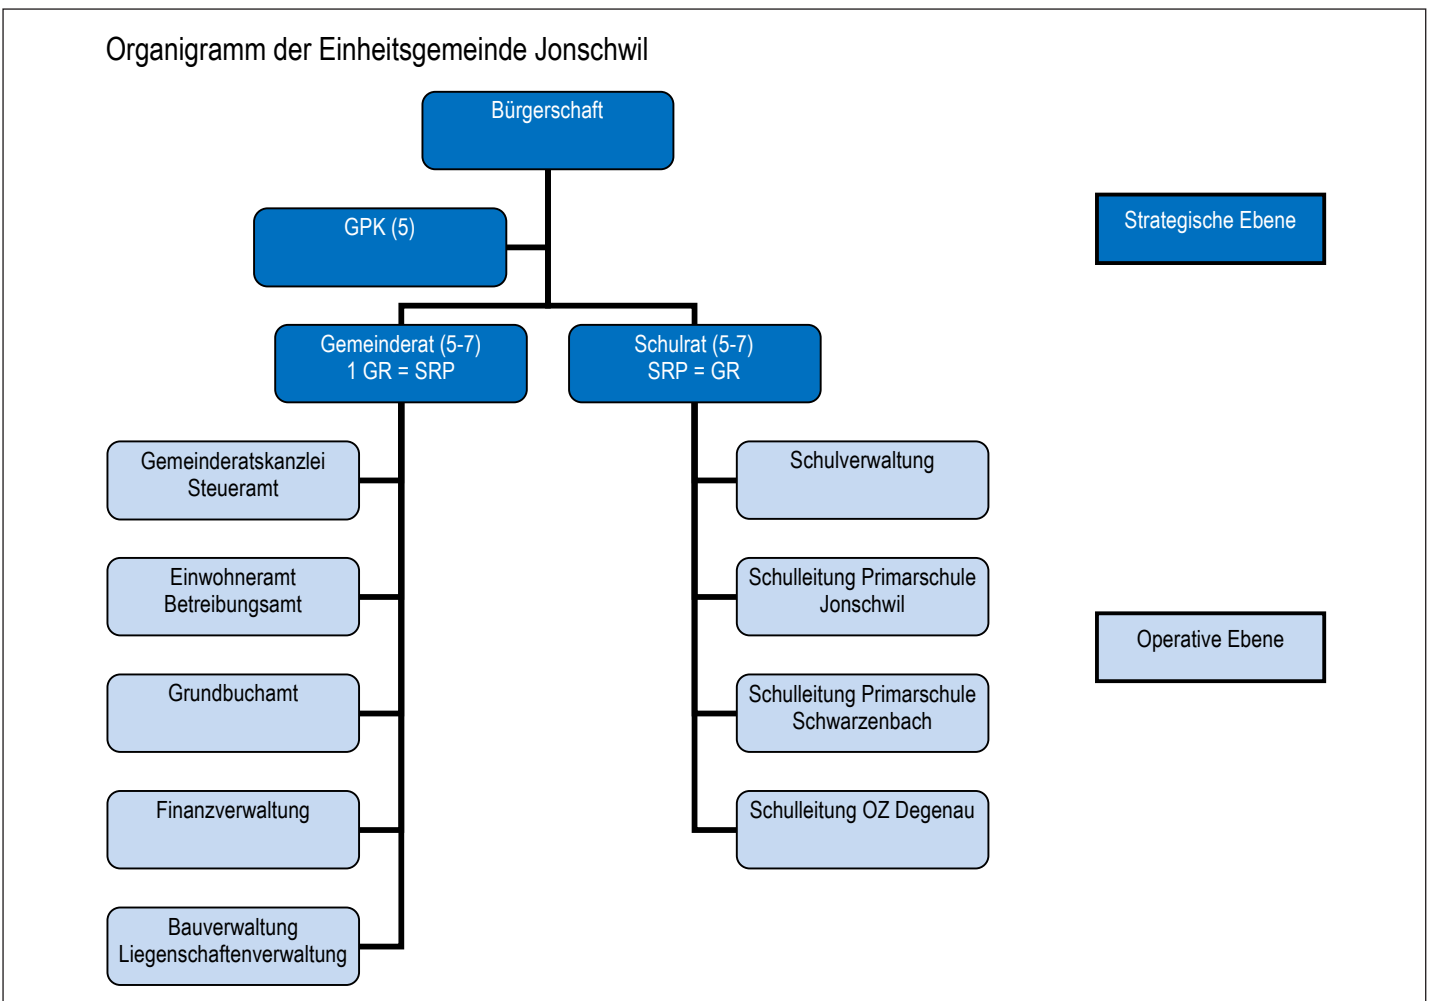 Organigramm der Einheitsgemeinde Jonschwil
Bürgerschaft
GPK (5)
Strategische Ebene
Gemeinderat (5-7)
1 GR = SRP
Schulrat (5-7)
SRP = GR
Gemeinderatskanzlei
Steueramt
Schulverwaltung
Einwohneramt
Betreibungsamt
Schulleitung Primarschule
Jonschwil
Operative Ebene
Grundbuchamt
Schulleitung Primarschule
Schwarzenbach
Finanzverwaltung
Schulleitung OZ Degenau
Bauverwaltung
Liegenschaftenverwaltung